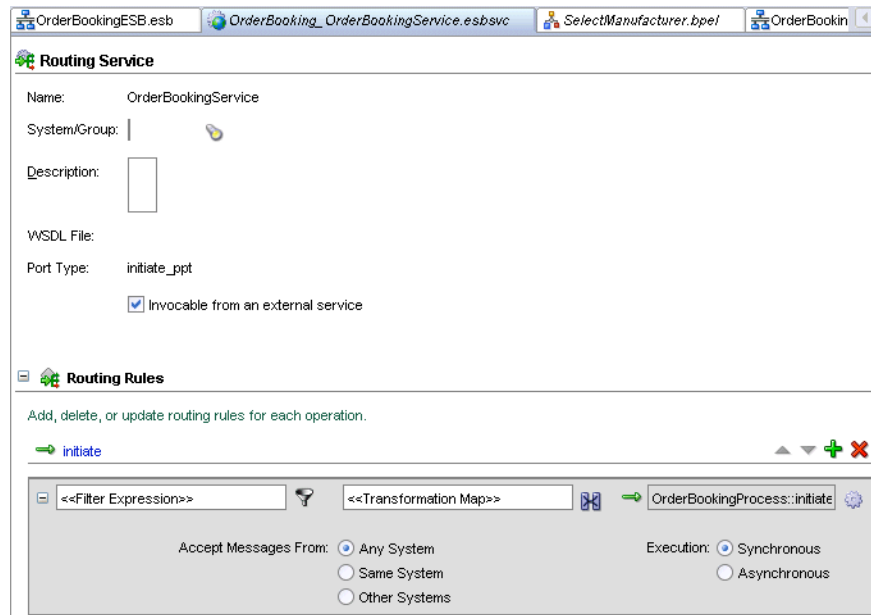 OrderBookingESB.esb OrderBooking_OrderBookingService.esbsvc SelectManufacturer.bpel OrderBookin
Routing Service
Name: OrderBookingService
System/Group:
Description:
WSDL File:
Port Type: initiate_ppt
Invocable from an external service
Routing Rules
Add, delete, or update routing rules for each operation.
initiate
<<Filter Expression>> <<Transformation Map>> OrderBookingProcess::initiate
Accept Messages From: Any System Execution: Synchronous
Same System Asynchronous
Other Systems